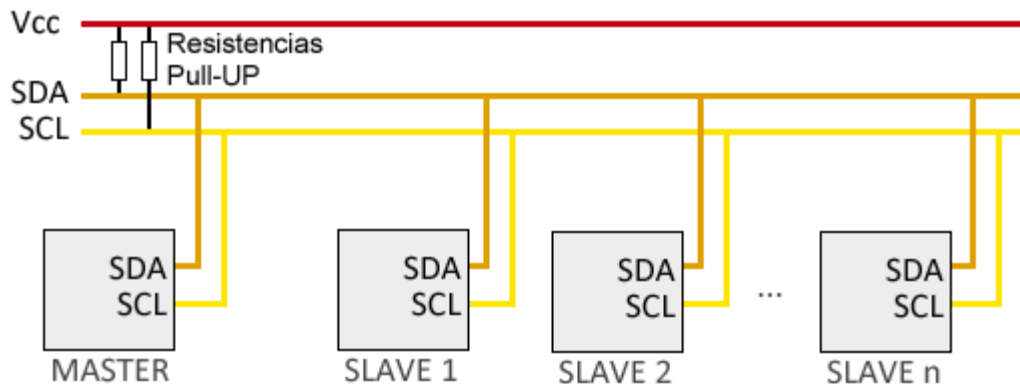 Vcc
Resistencias
Pull-UP
SDA
SCL
SDA
SCL
MASTER
SDA
SCL
SLAVE 1
SDA
SCL
SLAVE 2
...
SDA
SCL
SLAVE n